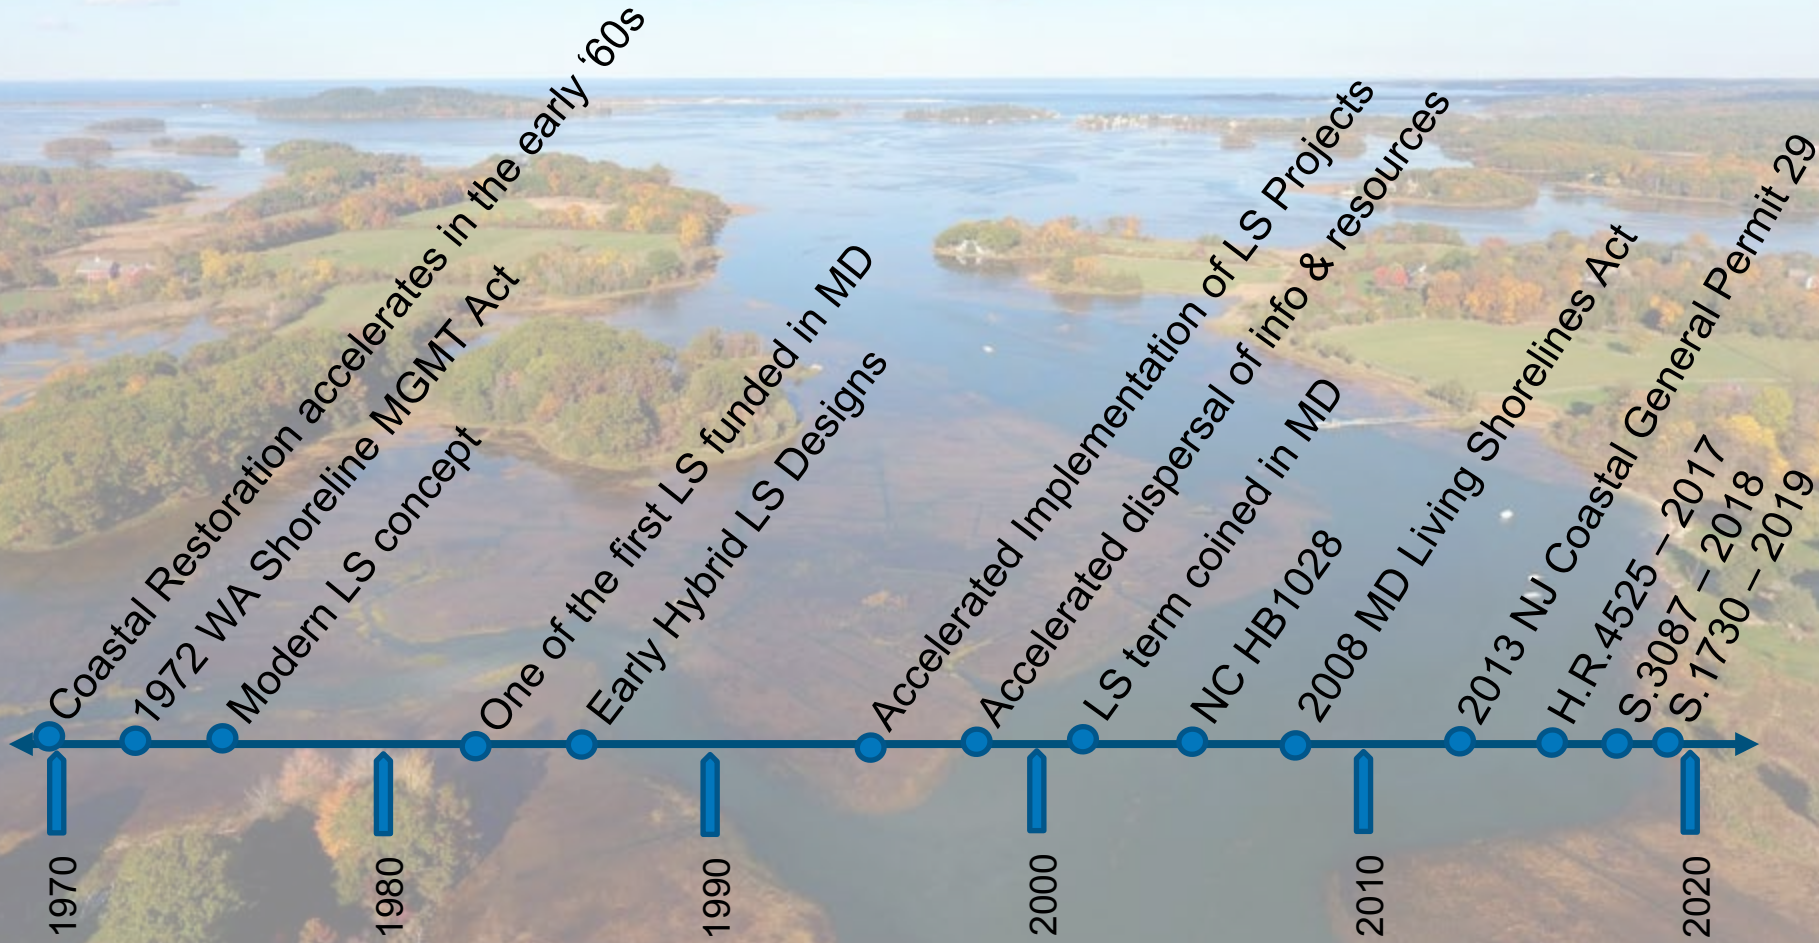 Coastal Restoration accelerates in the early ‘60s
1972 WA Shoreline MGMT Act
Modern LS concept
One of the first LS funded in MD
Early Hybrid LS Designs
Accelerated Implementation of LS Projects
Accelerated dispersal of info & resources
LS term coined in MD
NC HB1028
2008 MD Living Shorelines Act
2013 NJ Coastal General Permit 29
H.R.4525 – 2017
S.3087 – 2018
S.1730 – 2019
1970
1980
1990
2000
2010
2020